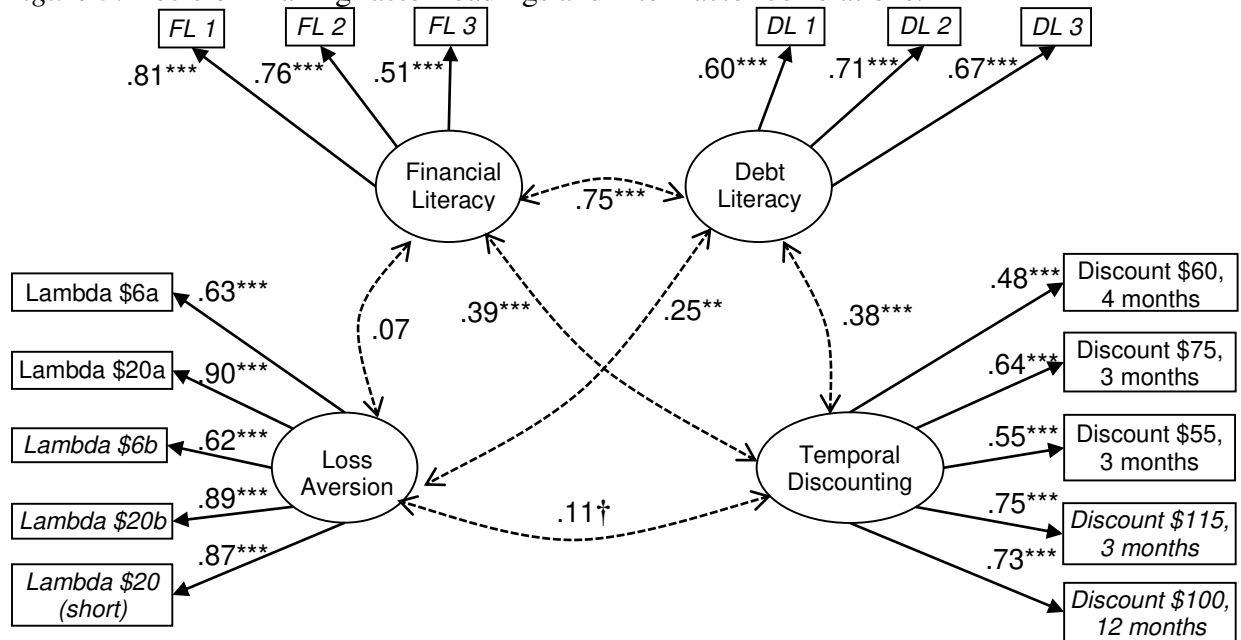 FL 1
FL 2
FL 3
DL 1
DL 2
DL 3
.81***
.76***
.51***
.60***
.71***
.67***
Financial
Literacy
Debt
Literacy
.75***
Lambda $6a
.63***
.07
.39***
.25**
.38***
.48***
Discount $60,
4 months
Lambda $20a
.90***
.64***
Discount $75,
3 months
Lambda $6b
.62***
Loss
Aversion
Temporal
Discounting
.55***
Discount $55,
3 months
Lambda $20b
.89***
.11†
.75***
Discount $115,
3 months
Lambda $20
(short)
.87***
.73***
Discount $100,
12 months